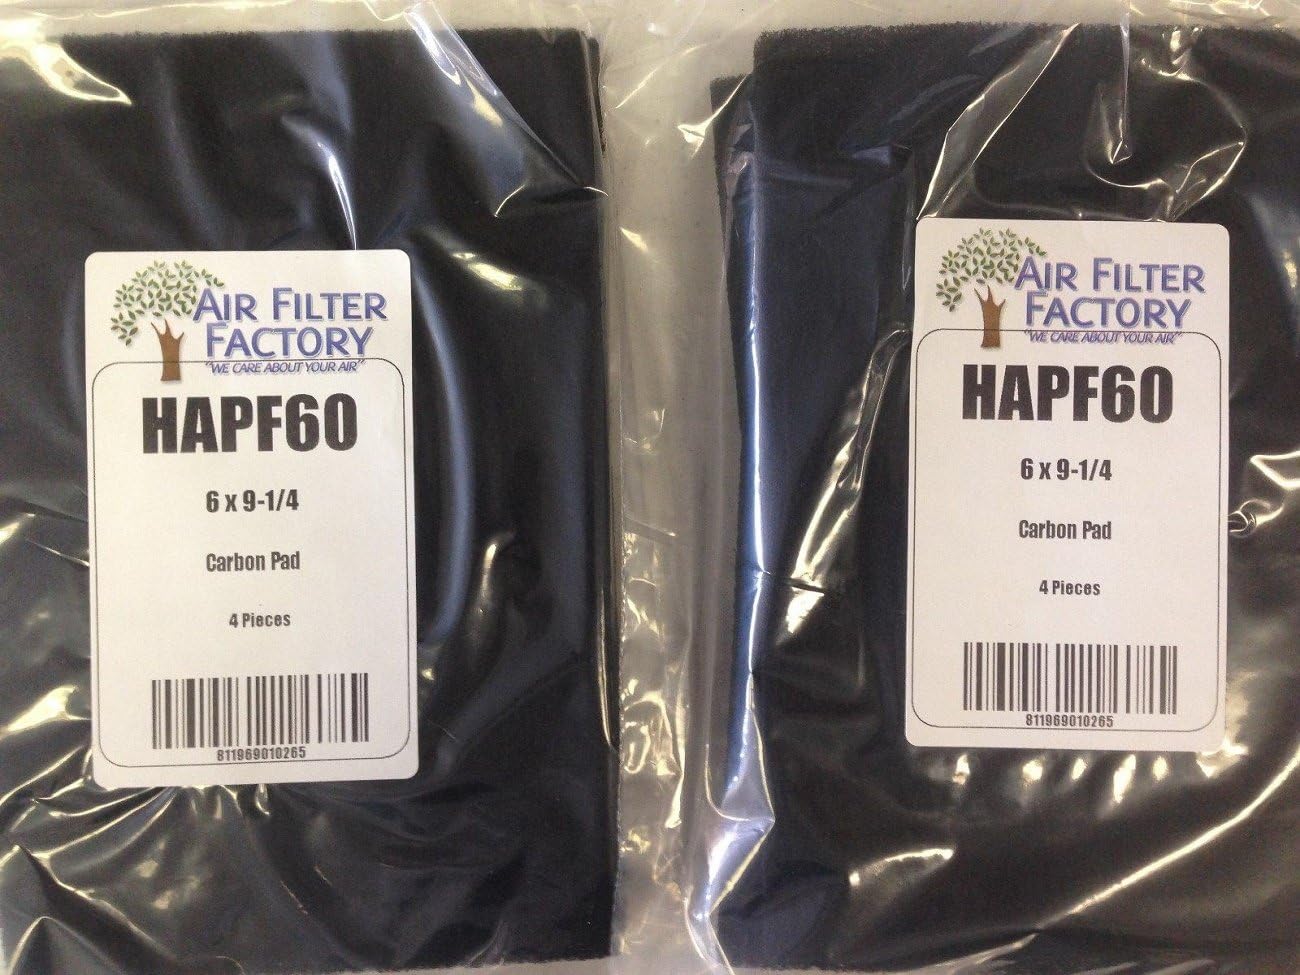 AIR FILTER
FACTORY
"WE CARE ABOUT YOUR AIR"
HAPF60
6 x 9-1/4
Carbon Pad
4 Pieces
811969010265
AIR FILTER
FACTORY
"WE CARE ABOUT YOUR AIR"
HAPF60
6 x 9-1/4
Carbon Pad
4 Pieces
811969010265